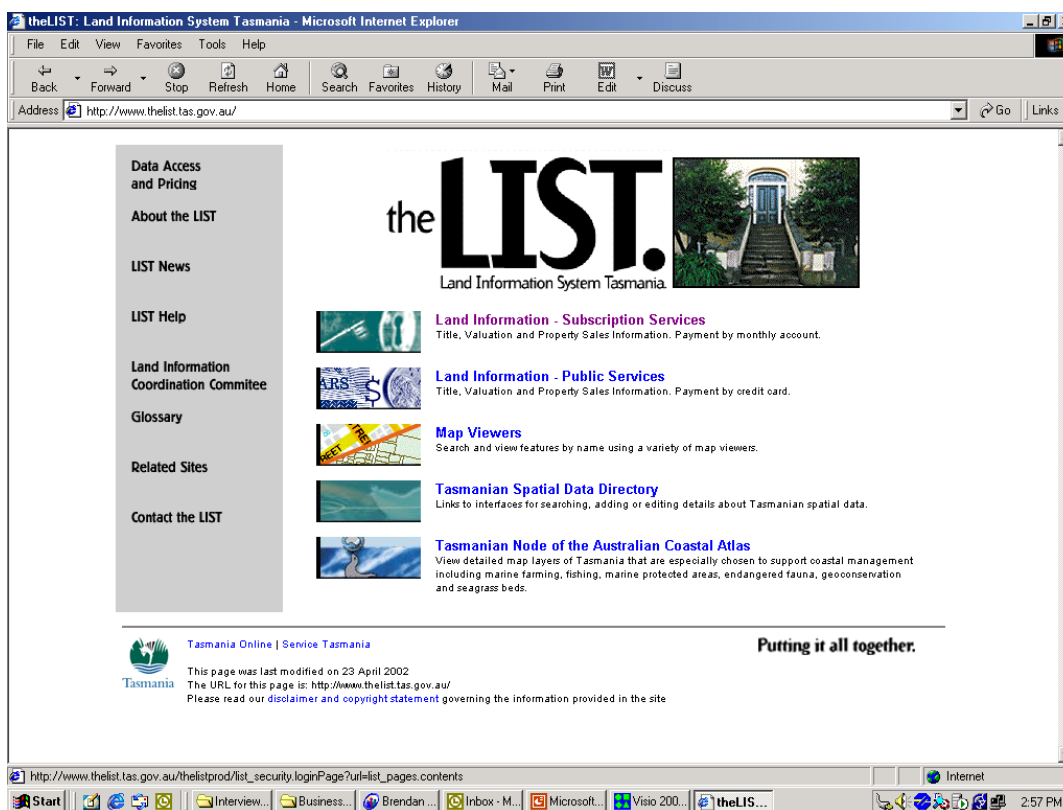 theLIST: Land Information System Tasmania - Microsoft Internet Explorer
File Edit View Favorites Tools Help
Back Forward Stop Refresh Home Search Favorites History Mail Print Edit Discuss
Address http://www.thelist.tas.gov.au/ Go Links
Data Access
and Pricing
About the LIST
LIST News
LIST Help
Land Information
Coordination Commitee
Glossary
Related Sites
Contact the LIST
the LIST.
Land Information System Tasmania.
Land Information - Subscription Services
Title, Valuation and Property Sales Information. Payment by monthly account.
ARS $
Land Information - Public Services
Title, Valuation and Property Sales Information. Payment by credit card.
STREET
REET
Map Viewers
Search and view features by name using a variety of map viewers.
Tasmanian Spatial Data Directory
Links to interfaces for searching, adding or editing details about Tasmanian spatial data.
Tasmanian Node of the Australian Coastal Atlas
View detailed map layers of Tasmania that are especially chosen to support coastal management
including marine farming, fishing, marine protected areas, endangered fauna, geoconservation
and seagrass beds.
Tasmania
Tasmania Online | Service Tasmania
Putting it all together.
This page was last modified on 23 April 2002
The URL for this page is: http://www.thelist.tas.gov.au/
Please read our disclaimer and copyright statement governing the information provided in the site
http://www.thelist.tas.gov.au/thelistprod/list_security.loginPage?url=list_pages.contents
Internet
Start Interview... Business... Brendan ... Inbox - M... Microsoft... Visio 200... theLIS... 2:57 PM